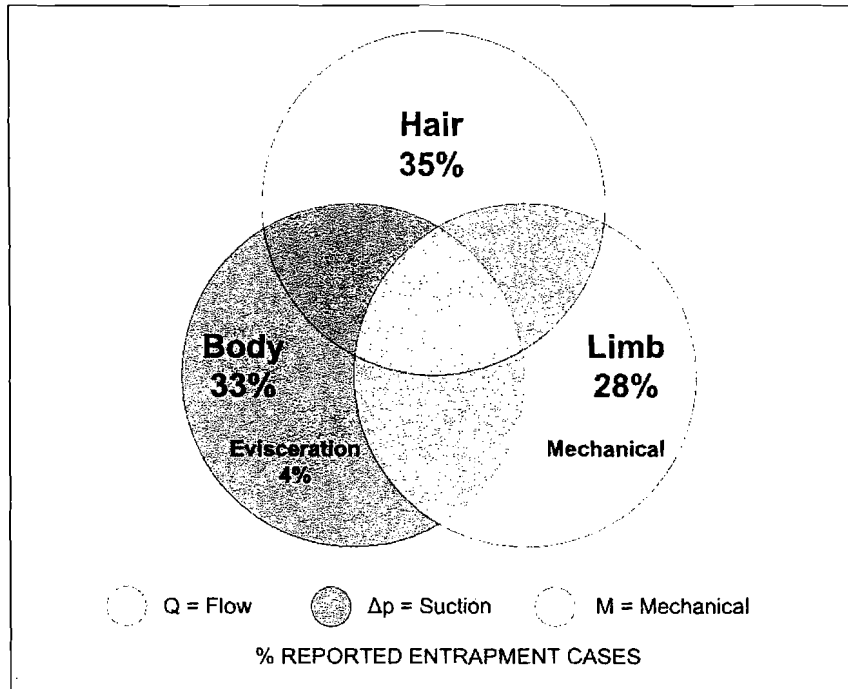 Hair
35%
Body
33%
Limb
28%
Evisceration
4%
Mechanical
Q = Flow
Δp = Suction
M = Mechanical
% REPORTED ENTRAPMENT CASES